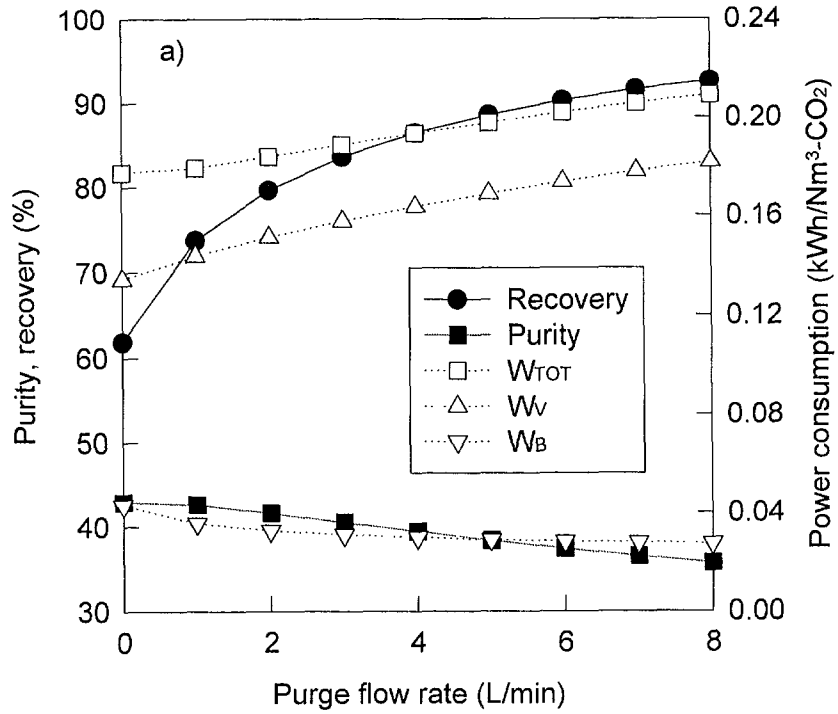 a)
100
90
80
70
60
50
40
30
Purity, recovery (%)
0.24
0.20
0.16
0.12
0.08
0.04
0.00
Power consumption (kWh/Nm³-CO₂)
Recovery
Purity
WTOT
WV
WB
0 2 4 6 8
Purge flow rate (L/min)